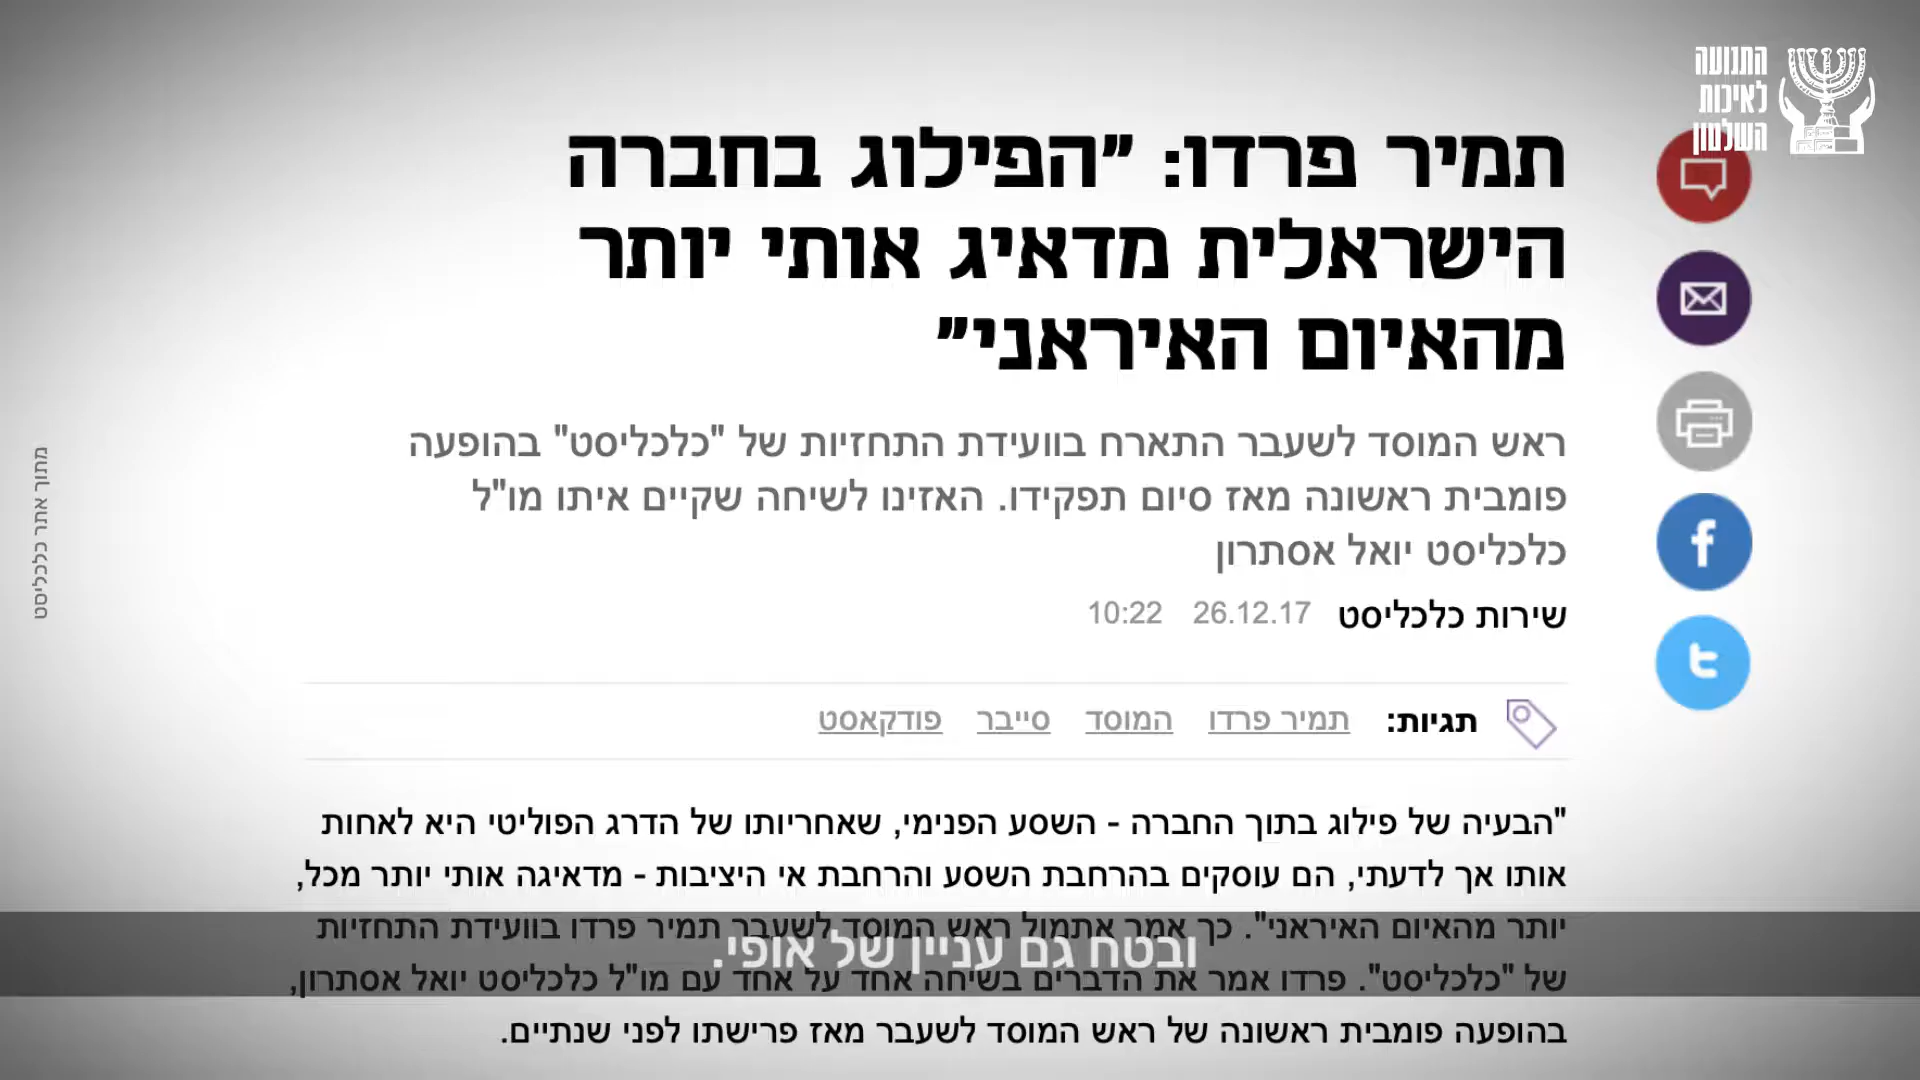 התנועה
לאיכות
השלטון
תמיר פרדו: "הפילוג בחברה
הישראלית מדאיג אותי יותר
מהאיום האיראני"
ראש המוסד לשעבר התארח בוועידת התחזיות של "כלכליסט" בהופעה
פומבית ראשונה מאז סיום תפקידו. האזינו לשיחה שקיים איתו מו"ל
כלכליסט יואל אסתרון
שירות כלכליסט 26.12.17 10:22
תגיות: תמיר פרדו המוסד סייבר פודקאסט
"הבעיה של פילוג בתוך החברה - השסע הפנימי, שאחריותו של הדרג הפוליטי היא לאחות
אותו אך לדעתי, הם עוסקים בהרחבת השסע והרחבת אי היציבות - מדאיגה אותי יותר מכל,
יותר מהאיום האיראני". כך אמר אתמול ראש המוסד לשעבר תמיר פרדו בוועידת התחזיות
של "כלכליסט". פרדו אמר את הדברים בשיחה אחד על אחד עם מו"ל כלכליסט יואל אסתרון,
בהופעה פומבית ראשונה של ראש המוסד לשעבר מאז פרישתו לפני שנתיים.
ובטח גם עניין של אופי.
מתוך אתר כלכליסט